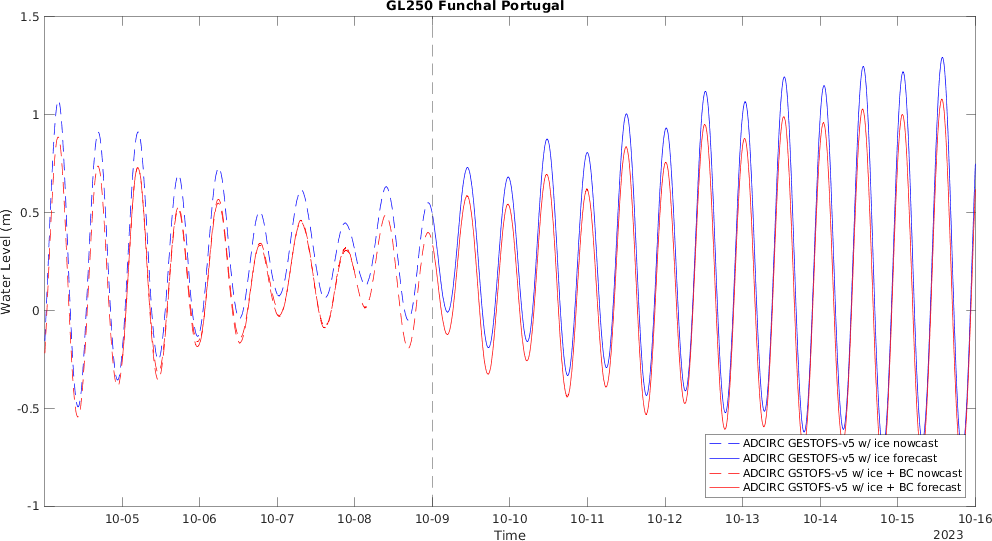 GL250 Funchal Portugal
1.5
1
0.5
0
-0.5
-1
Water Level (m)
ADCIRC GESTOFS-v5 w/ ice nowcast
ADCIRC GESTOFS-v5 w/ ice forecast
ADCIRC GSTOFS-v5 w/ ice + BC nowcast
ADCIRC GSTOFS-v5 w/ ice + BC forecast
10-05 10-06 10-07 10-08 10-09 10-10 10-11 10-12 10-13 10-14 10-15 10-16
Time
2023